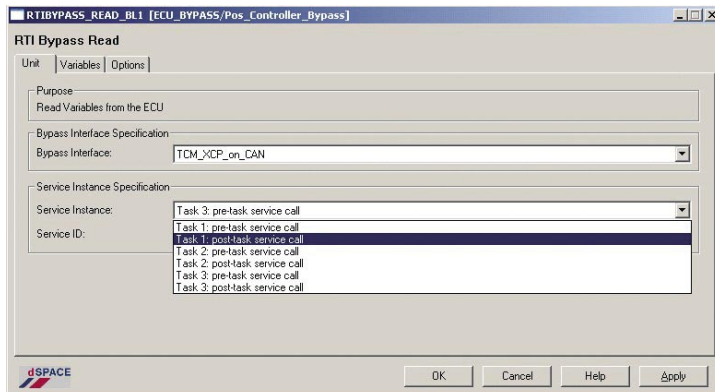 RTIBYPASS_READ_BL1 [ECU_BYPASS/Pos_Controller_Bypass]
RTI Bypass Read
Unit Variables Options
Purpose
Read Variables from the ECU
Bypass Interface Specification
Bypass Interface: TCM_XCP_on_CAN
Service Instance Specification
Service Instance: Task 3: pre-task service call
Task 1: pre-task service call
Service ID: Task 1: post-task service call
Task 2: pre-task service call
Task 2: post-task service call
Task 3: pre-task service call
Task 3: post-task service call
dSPACE OK Cancel Help Apply